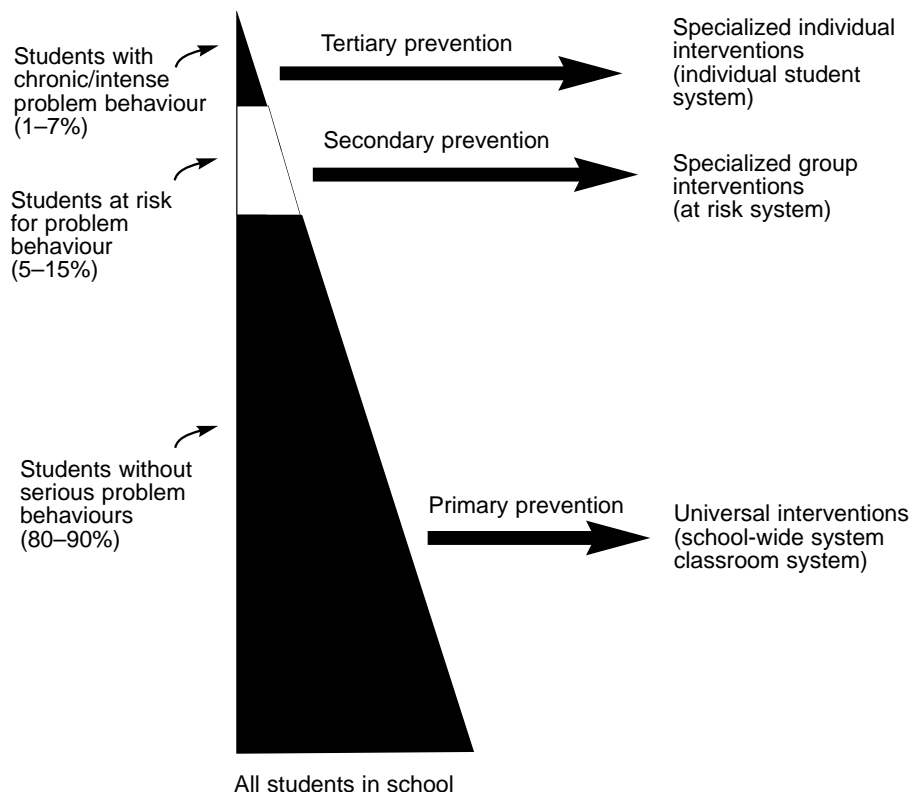 Students with
chronic/intense
problem behaviour
(1–7%)
Tertiary prevention
Specialized individual
interventions
(individual student
system)
Students at risk
for problem
behaviour
(5–15%)
Secondary prevention
Specialized group
interventions
(at risk system)
Students without
serious problem
behaviours
(80–90%)
Primary prevention
Universal interventions
(school-wide system
classroom system)
All students in school